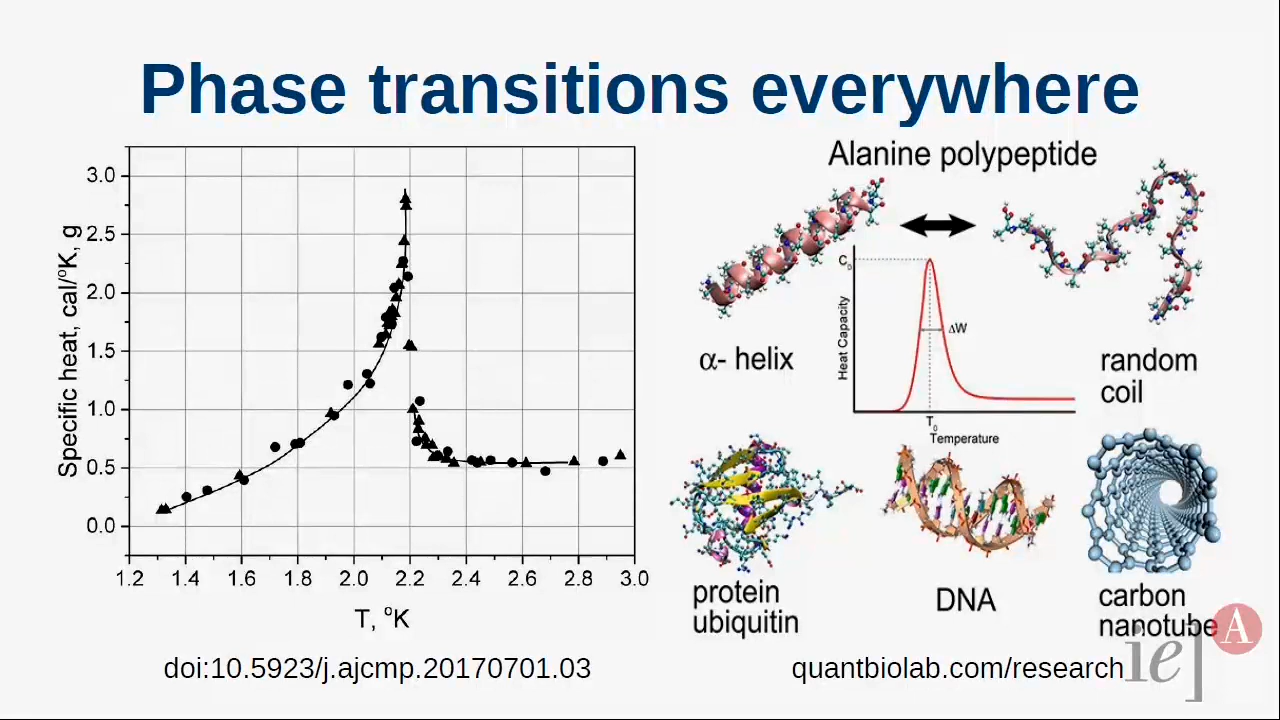 Phase transitions everywhere
Specific heat, cal/°K, g
3.0
2.5
2.0
1.5
1.0
0.5
0.0
1.2 1.4 1.6 1.8 2.0 2.2 2.4 2.6 2.8 3.0
T, °K
doi:10.5923/j.ajcmp.20170701.03
Alanine polypeptide
C₀
Heat Capacity
ΔW
T₀
Temperature
α- helix
random
coil
protein
ubiquitin
DNA
carbon
nanotube
quantbiolab.com/research
ie]
A